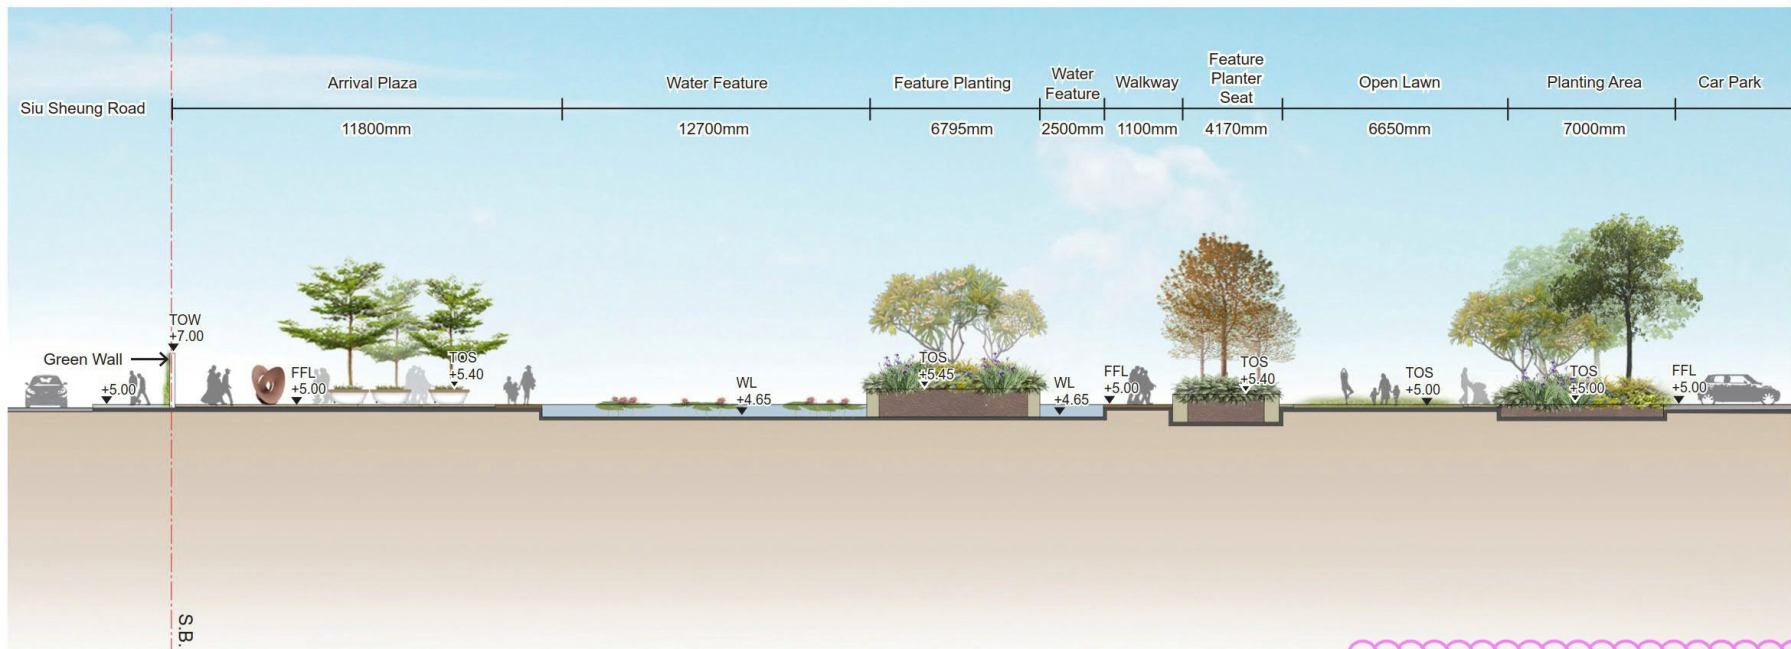 Siu Sheung Road
Arrival Plaza
Water Feature
Feature Planting
Water
Feature
Walkway
Feature
Planter
Seat
Open Lawn
Planting Area
Car Park
11800mm
12700mm
6795mm
2500mm
1100mm
4170mm
6650mm
7000mm
TOW
+7.00
Green Wall
+5.00
FFL
+5.00
TOS
+5.40
WL
+4.65
TOS
+5.45
WL
+4.65
FFL
+5.00
TOS
+5.40
TOS
+5.00
TOS
+5.00
FFL
+5.00
S.B.